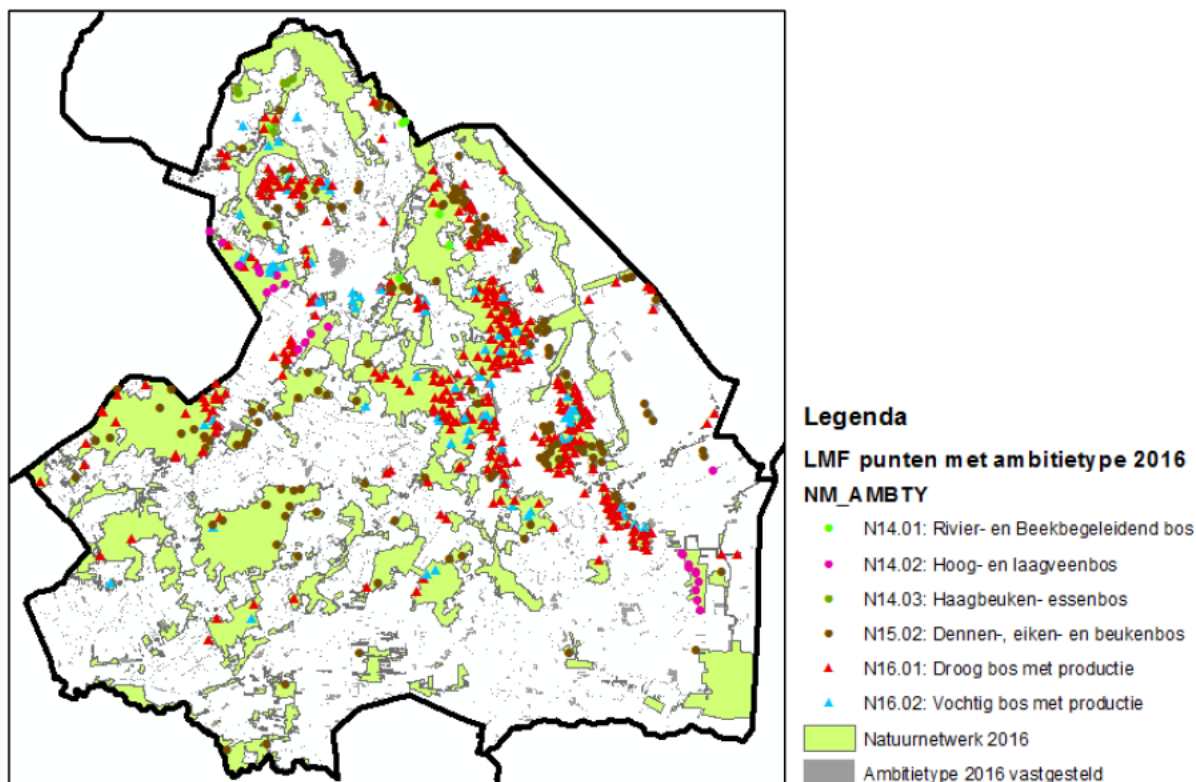 Legenda
LMF punten met ambitietype 2016
NM_AMBTY
N14.01: Rivier- en Beekbegeleidend bos
N14.02: Hoog- en laagveenbos
N14.03: Haagbeuken- essenbos
N15.02: Dennen-, eiken- en beukenbos
N16.01: Droog bos met productie
N16.02: Vochtig bos met productie
Natuurnetwerk 2016
Ambitietype 2016 vastgesteld